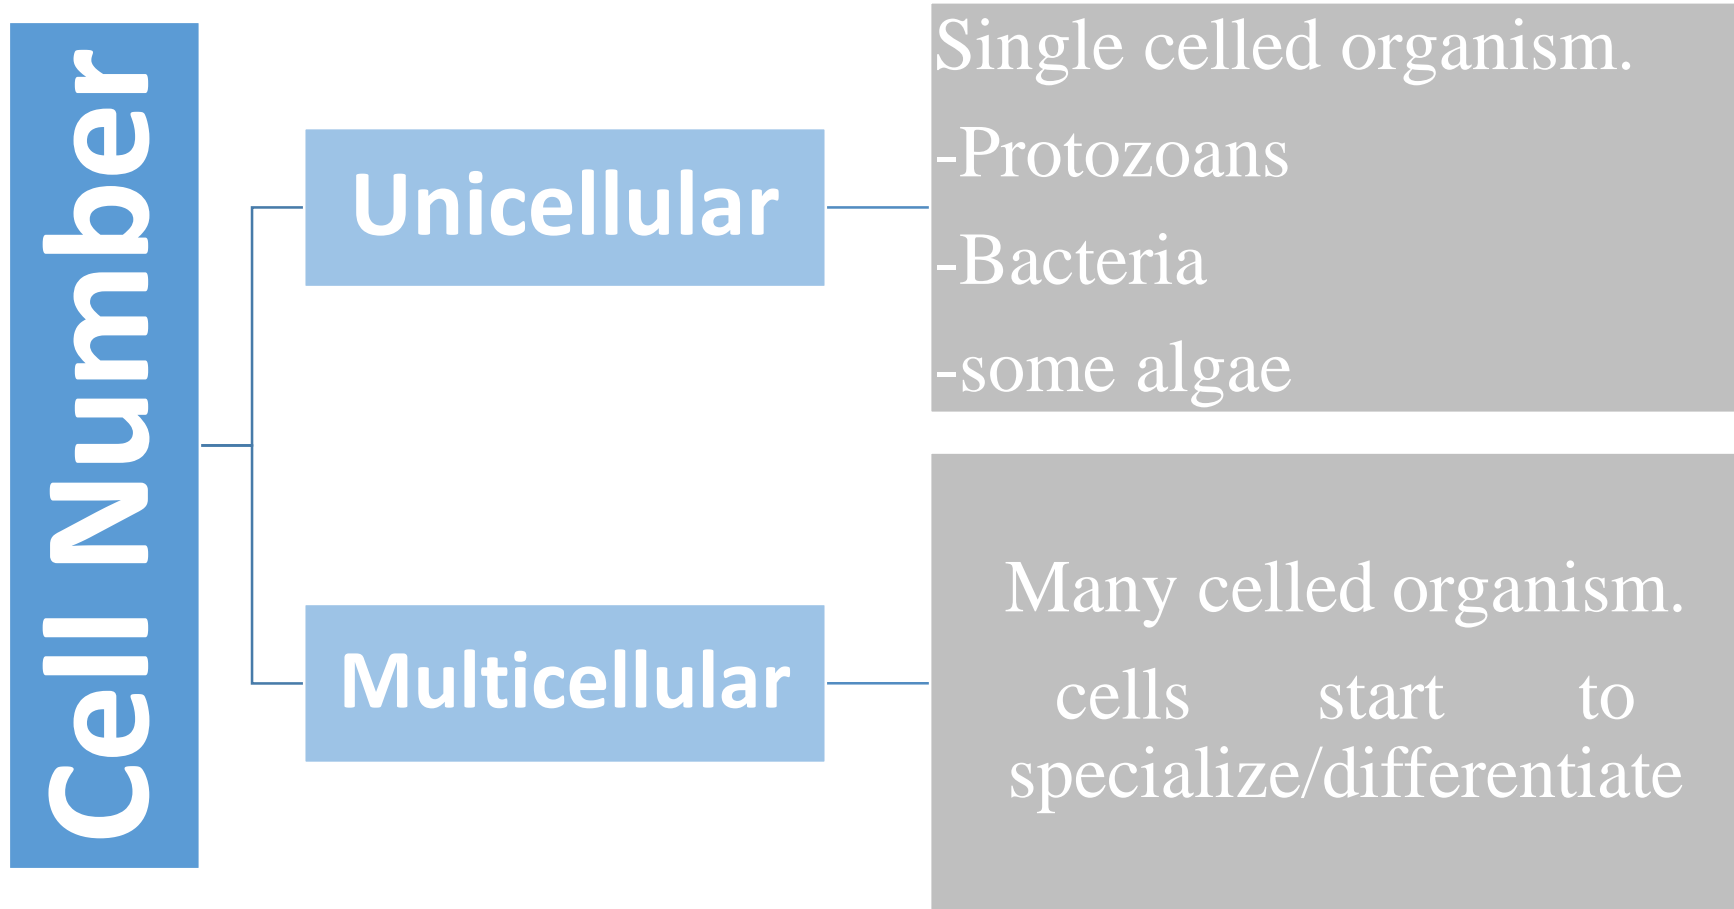 Cell Number
Unicellular
Single celled organism.
-Protozoans
-Bacteria
-some algae
Multicellular
Many celled organism.
cells start to
specialize/differentiate